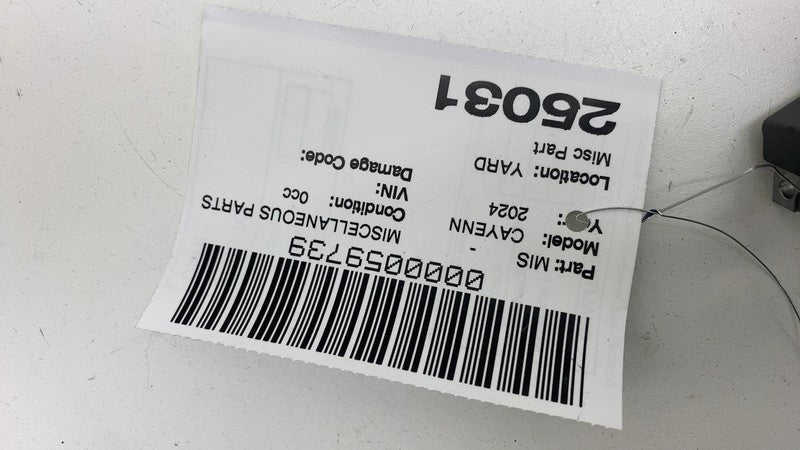 0000059739
Part: MIS - MISCELLANEOUS PARTS
Model: CAYENN Condition: 0cc
2024 VIN:
Damage Code:
Location: YARD
Misc Part
25031